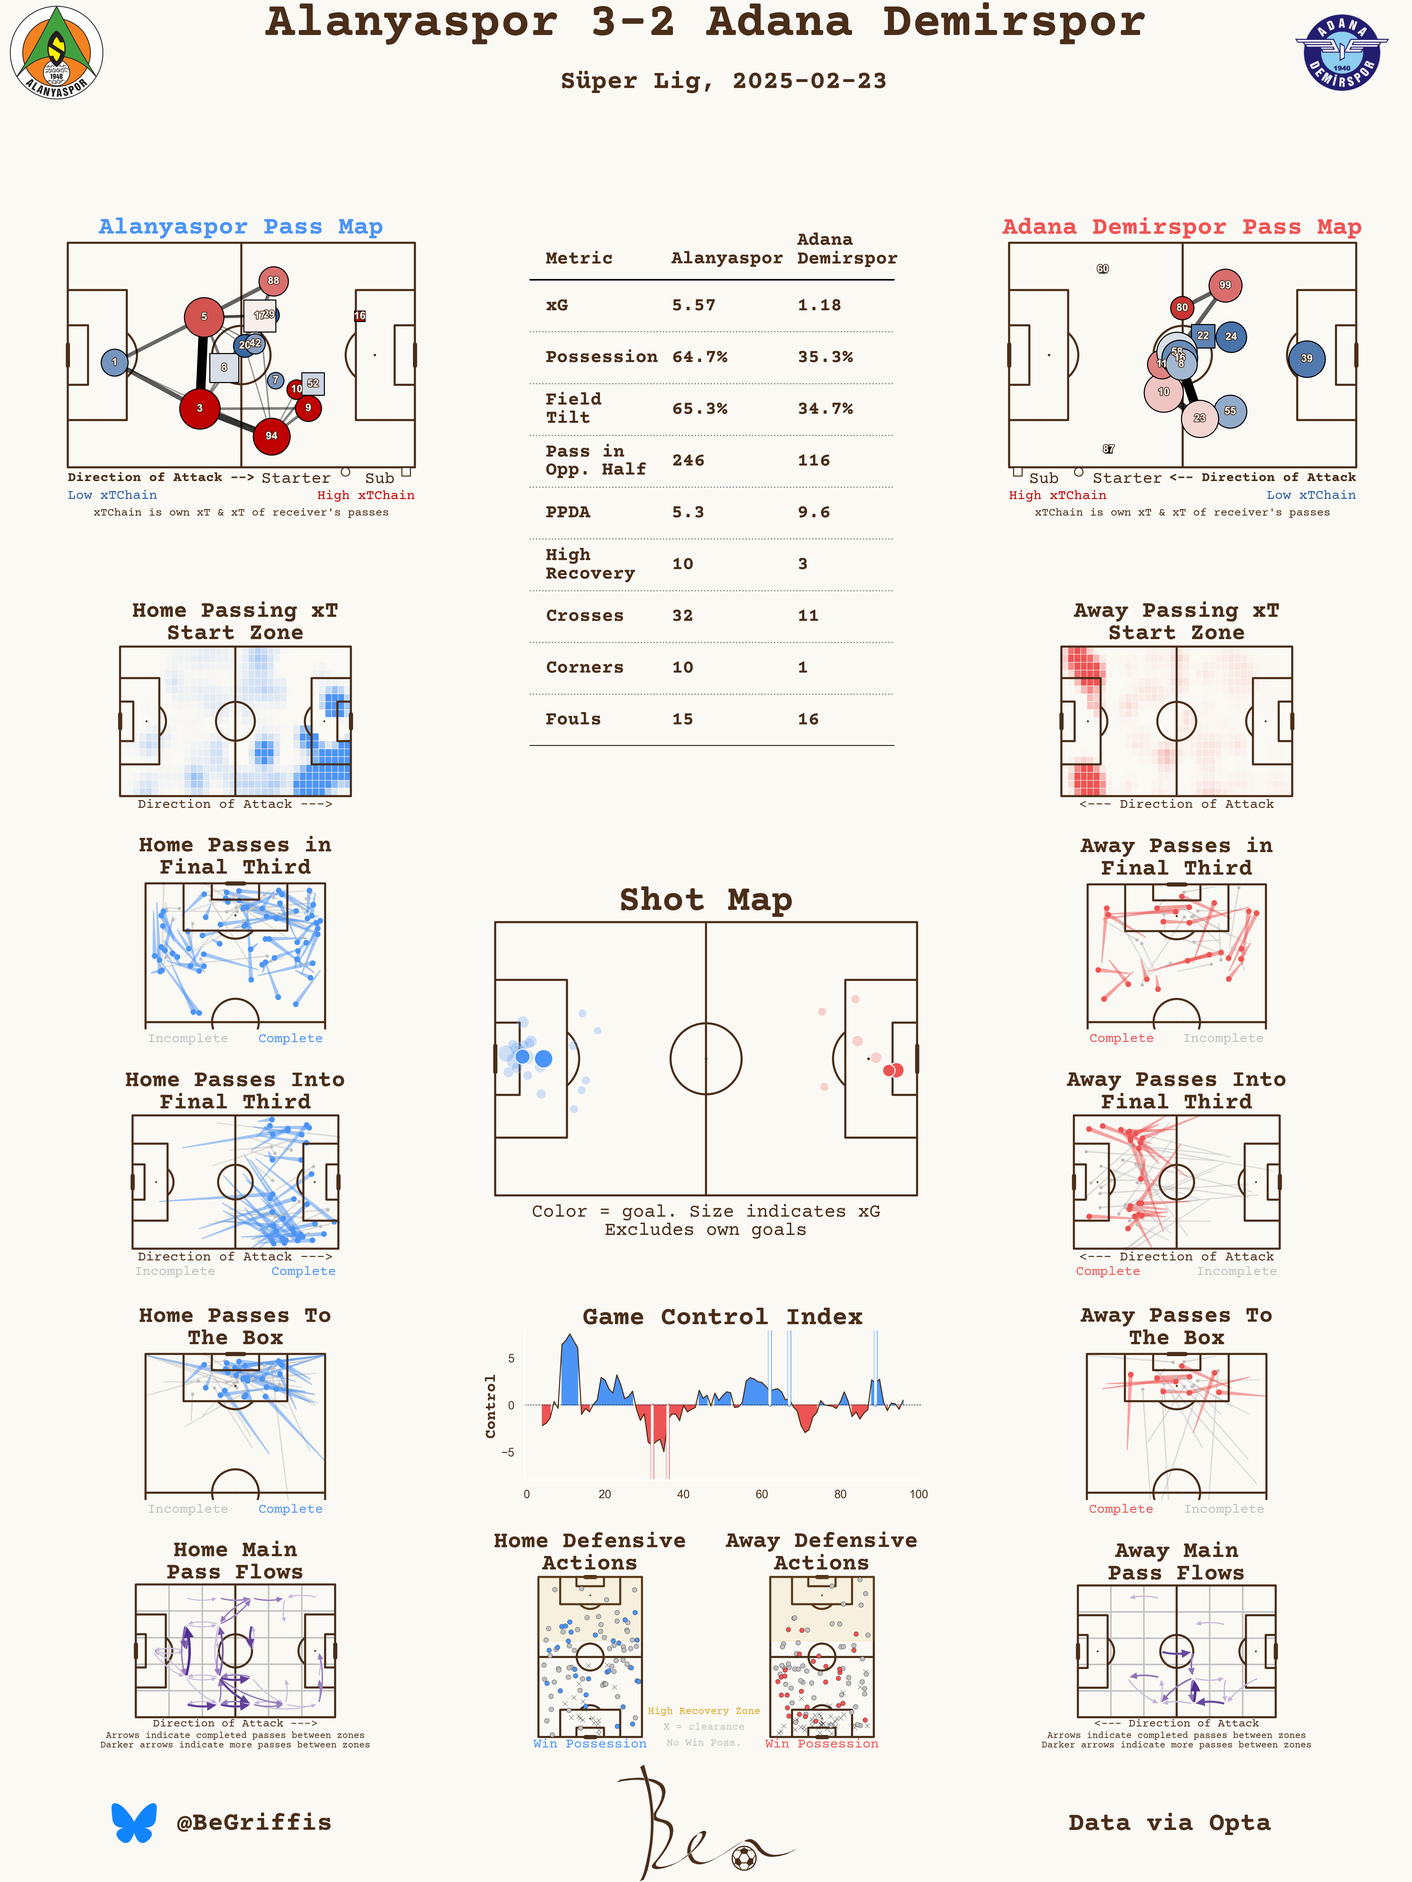 Alanyaspor 3-2 Adana Demirspor
Süper Lig, 2025-02-23
1948
ALANYASPOR
ADANA
1940
DEMİRSPOR
Alanyaspor Pass Map
88
5
17
29
16
20
42
1
8
7
10
52
3
9
94
Direction of Attack --> Starter Sub
Low xTChain High xTChain
xTChain is own xT & xT of receiver's passes
Metric Alanyaspor Adana Demirspor
xG 5.57 1.18
Possession 64.7% 35.3%
Field Tilt 65.3% 34.7%
Pass in Opp. Half 246 116
PPDA 5.3 9.6
High Recovery 10 3
Crosses 32 11
Corners 10 1
Fouls 15 16
Adana Demirspor Pass Map
60
99
80
22
24
39
11
8
10
23
55
87
Sub Starter <-- Direction of Attack
High xTChain Low xTChain
xTChain is own xT & xT of receiver's passes
Home Passing xT
Start Zone
Direction of Attack --->
Away Passing xT
Start Zone
<--- Direction of Attack
Home Passes in
Final Third
Incomplete Complete
Away Passes in
Final Third
Complete Incomplete
Shot Map
Color = goal. Size indicates xG
Excludes own goals
Home Passes Into
Final Third
Direction of Attack --->
Incomplete Complete
Away Passes Into
Final Third
<--- Direction of Attack
Complete Incomplete
Home Passes To
The Box
Incomplete Complete
Game Control Index
Control
5
0
−5
0 20 40 60 80 100
Away Passes To
The Box
Complete Incomplete
Home Main
Pass Flows
Direction of Attack --->
Arrows indicate completed passes between zones
Darker arrows indicate more passes between zones
Home Defensive
Actions
Win Possession
High Recovery Zone
X = clearance
No Win Poss.
Away Defensive
Actions
Win Possession
Away Main
Pass Flows
<--- Direction of Attack
Arrows indicate completed passes between zones
Darker arrows indicate more passes between zones
@BeGriffis
Ben
Data via Opta